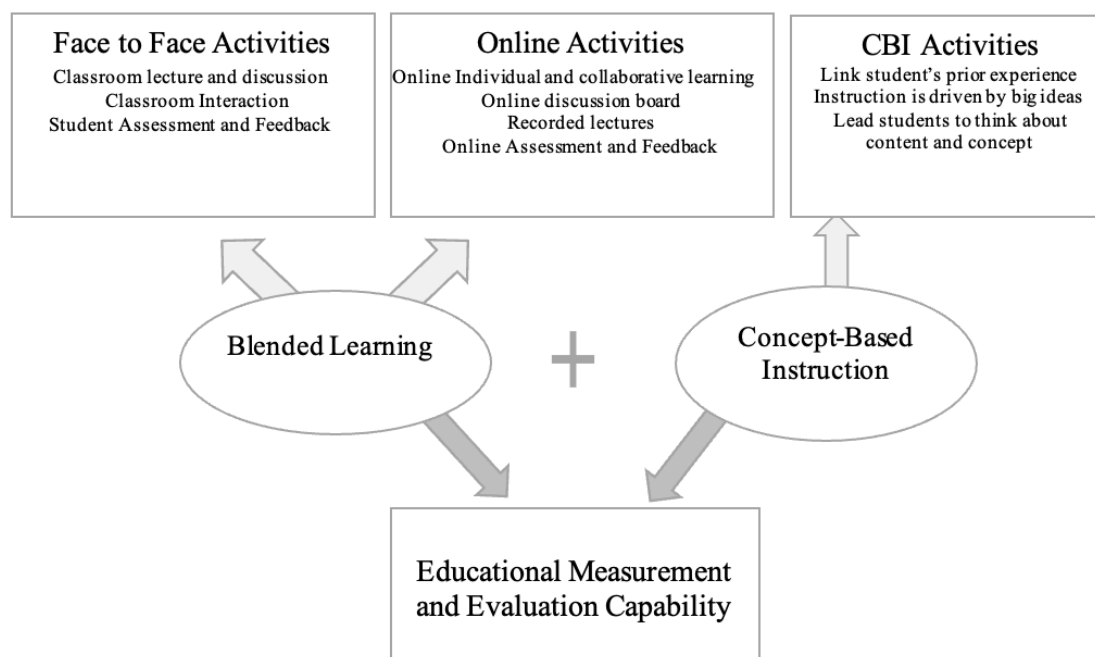 Face to Face Activities
Classroom lecture and discussion
Classroom Interaction
Student Assessment and Feedback
Online Activities
Online Individual and collaborative learning
Online discussion board
Recorded lectures
Online Assessment and Feedback
CBI Activities
Link student's prior experience
Instruction is driven by big ideas
Lead students to think about
content and concept
Blended Learning
+
Concept-Based
Instruction
Educational Measurement
and Evaluation Capability